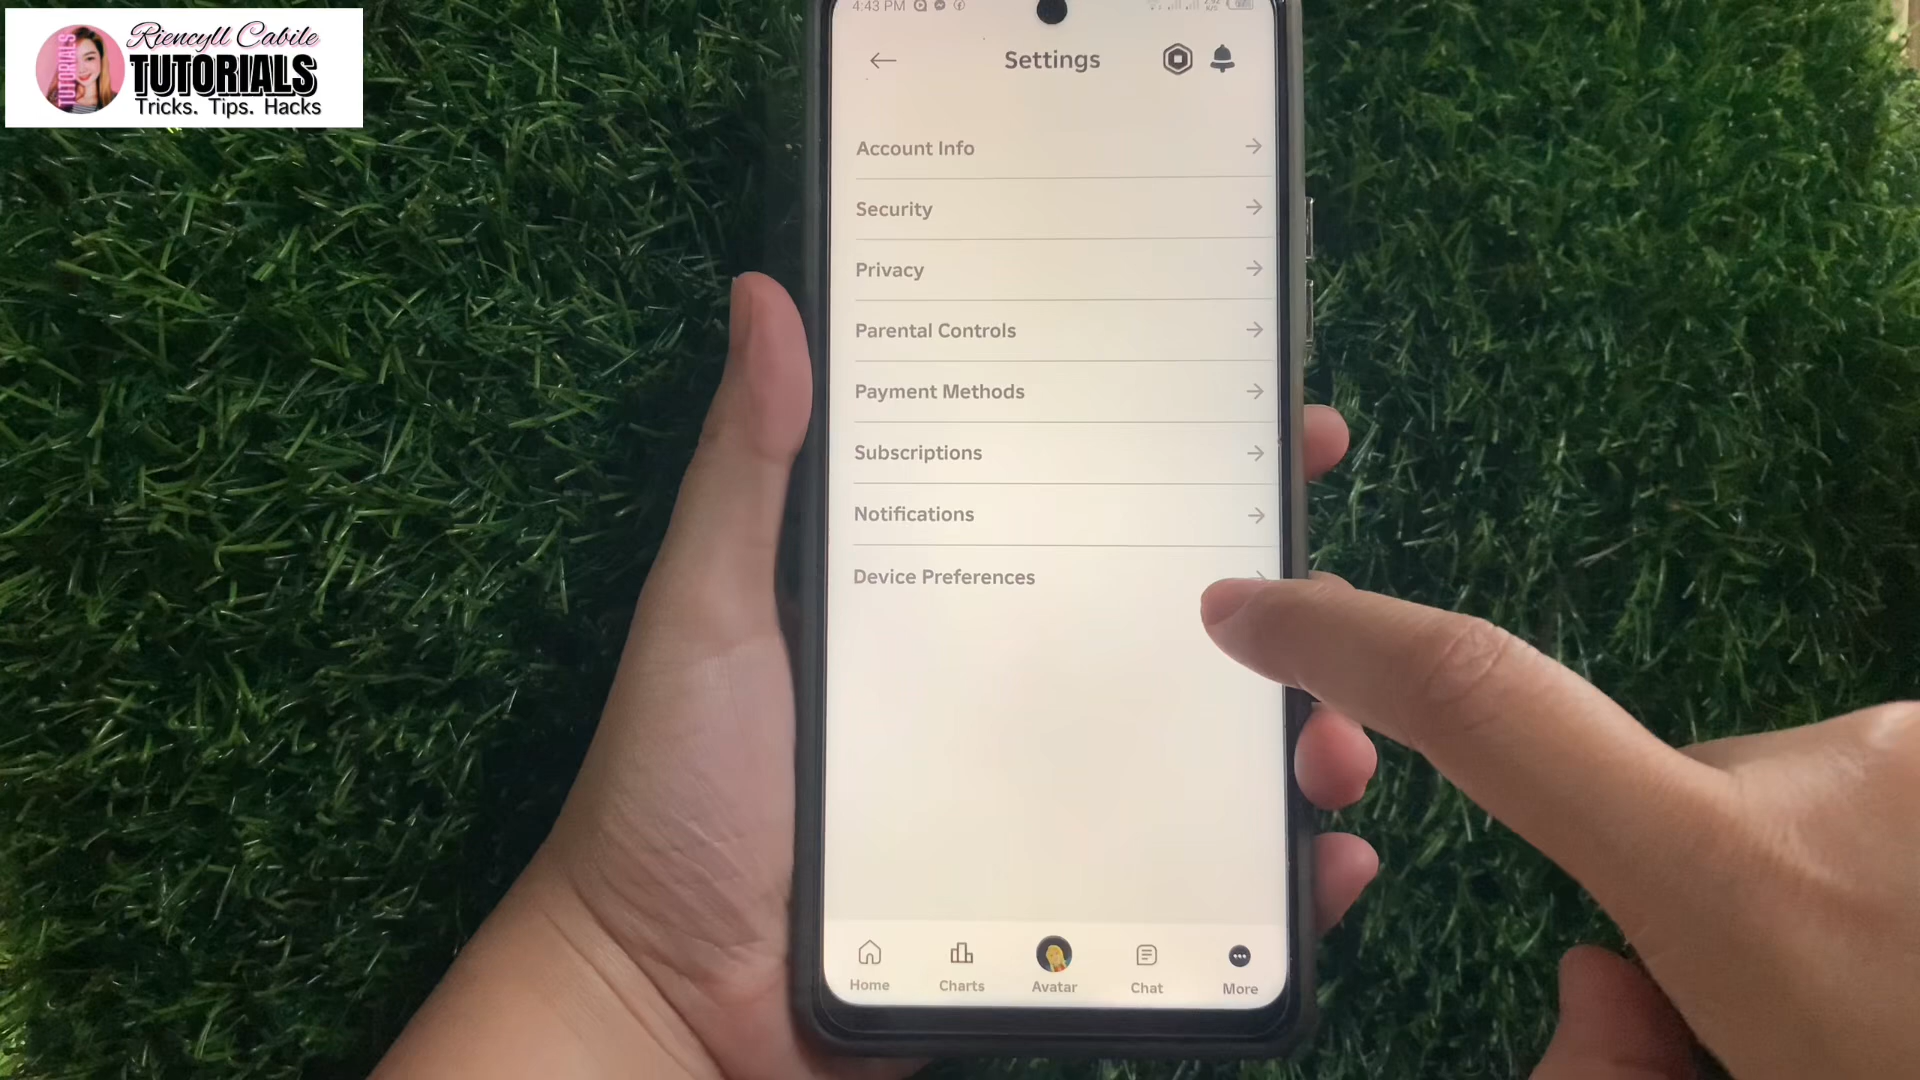 Riencyll Cabile
TUTORIALS
TUTORIALS
Tricks. Tips. Hacks
4:43 PM
Settings
Account Info
Security
Privacy
Parental Controls
Payment Methods
Subscriptions
Notifications
Device Preferences
Home
Charts
Avatar
Chat
More